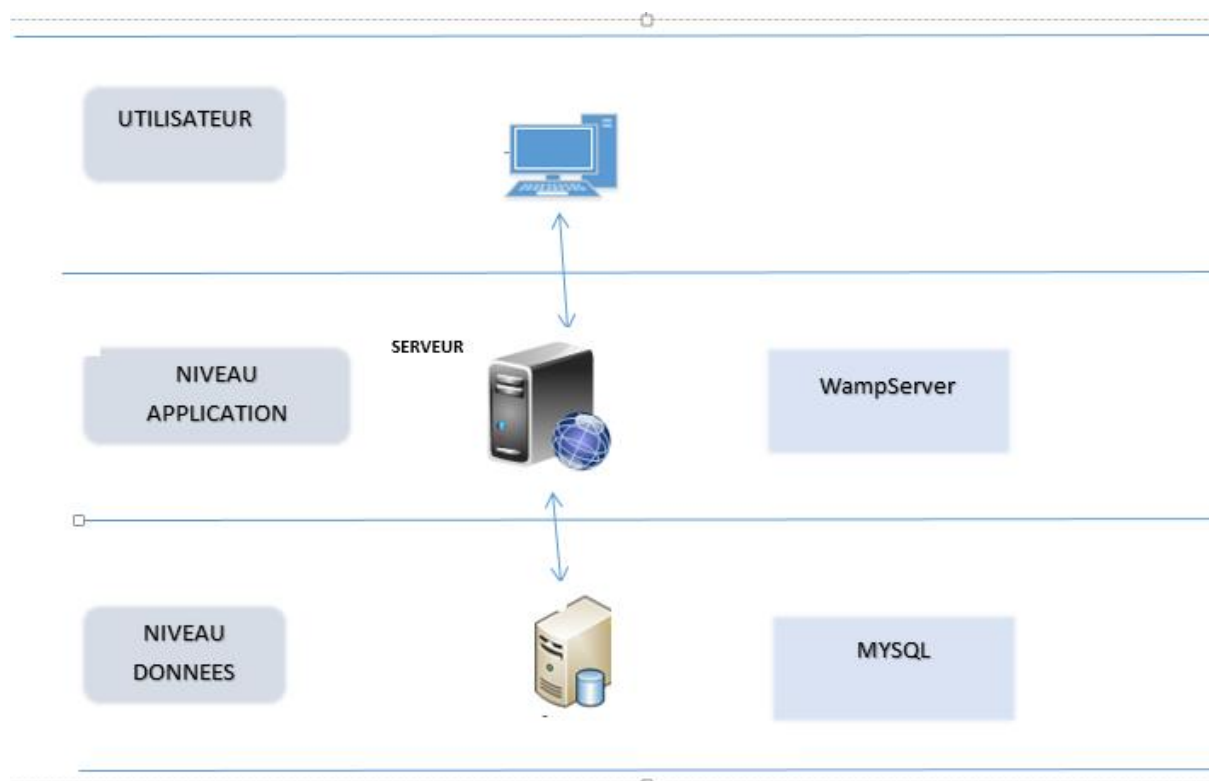 UTILISATEUR
SERVEUR
NIVEAU
APPLICATION
WampServer
NIVEAU
DONNEES
MYSQL